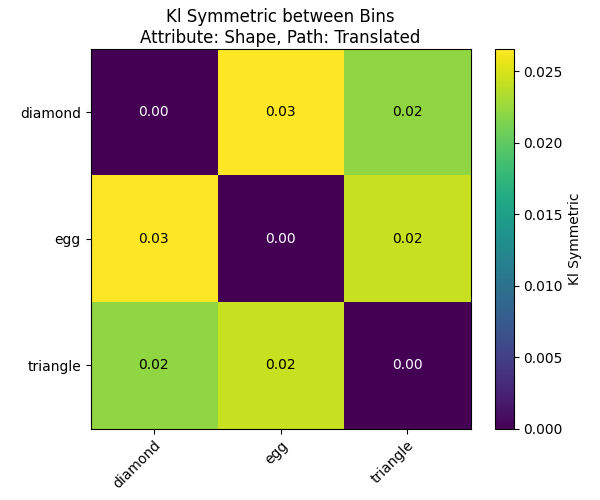 Kl Symmetric between Bins
Attribute: Shape, Path: Translated
diamond
0.00
0.03
0.02
egg
0.03
0.00
0.02
triangle
0.02
0.02
0.00
diamond
egg
triangle
0.025
0.020
0.015
0.010
0.005
0.000
Kl Symmetric